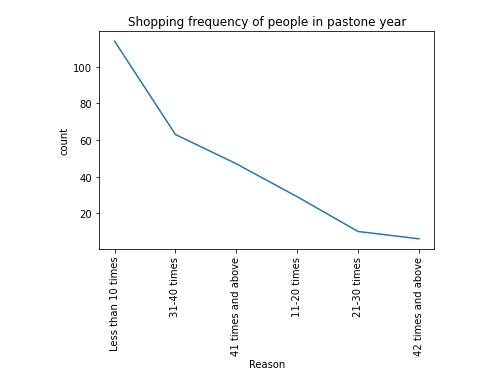 Shopping frequency of people in pastone year
100
80
60
40
20
count
Less than 10 times
31-40 times
41 times and above
11-20 times
21-30 times
42 times and above
Reason